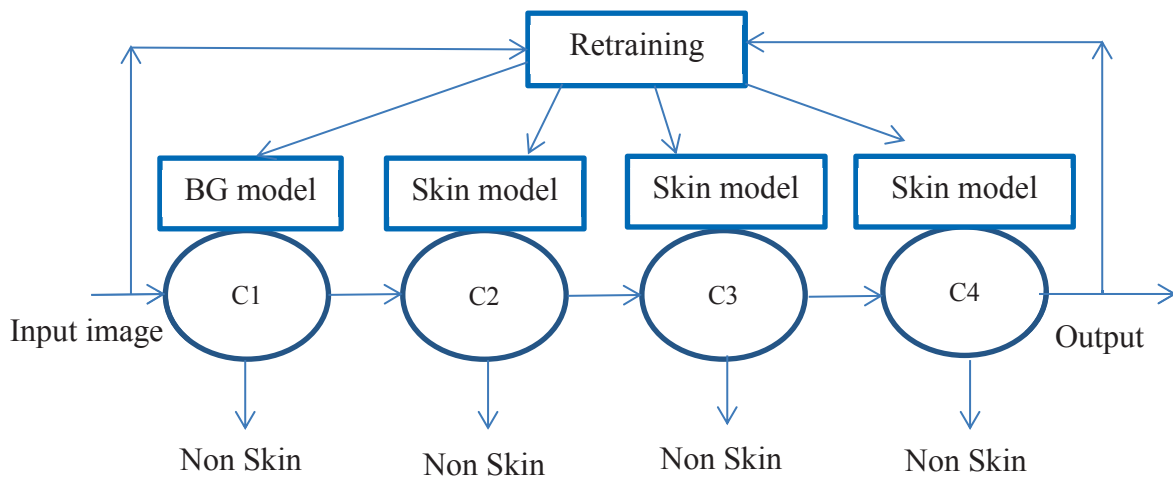 Retraining
BG model
Skin model
Skin model
Skin model
C1
C2
C3
C4
Input image
Output
Non Skin
Non Skin
Non Skin
Non Skin